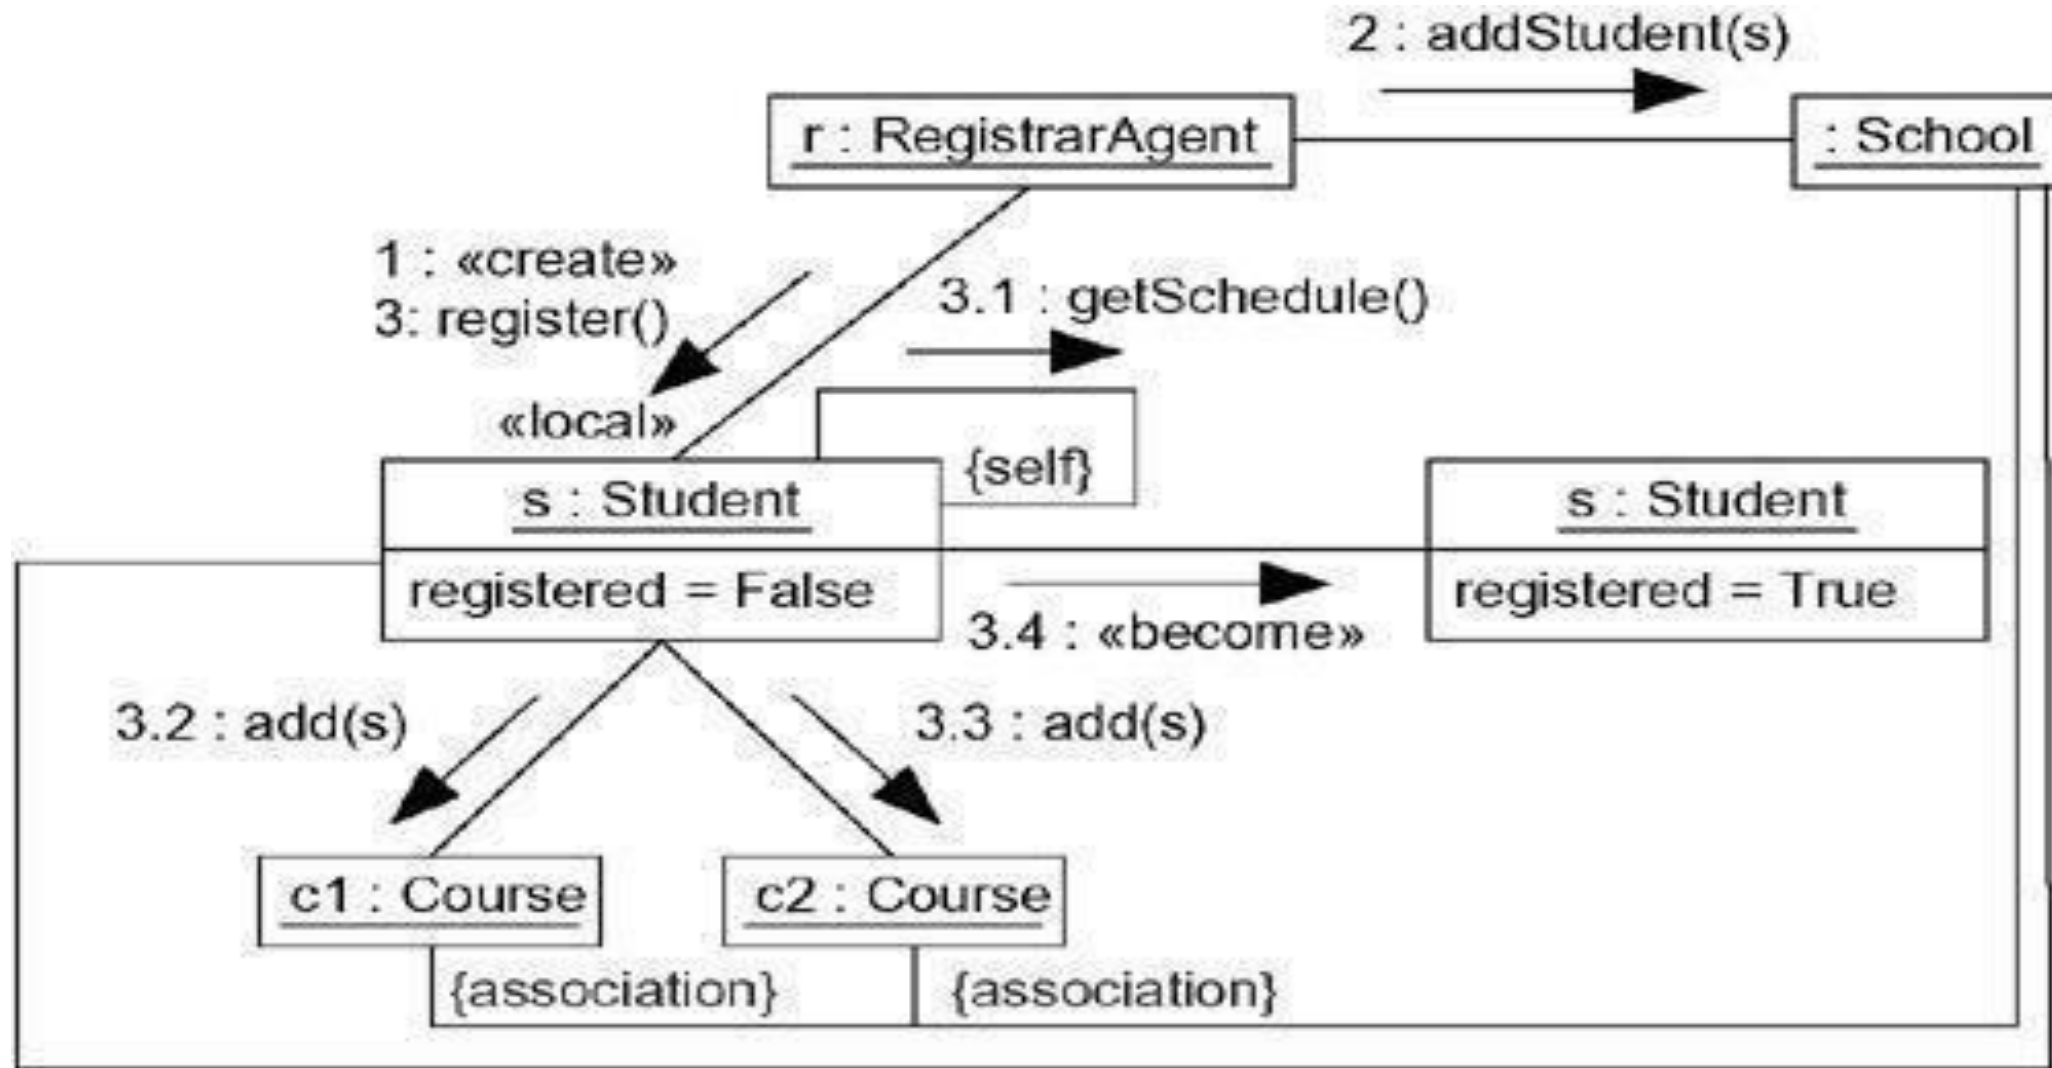 2 : addStudent(s)
r : RegistrarAgent
: School
1 : «create»
3: register()
3.1 : getSchedule()
«local»
{self}
s : Student
registered = False
s : Student
registered = True
3.4 : «become»
3.2 : add(s)
3.3 : add(s)
c1 : Course
c2 : Course
{association}
{association}